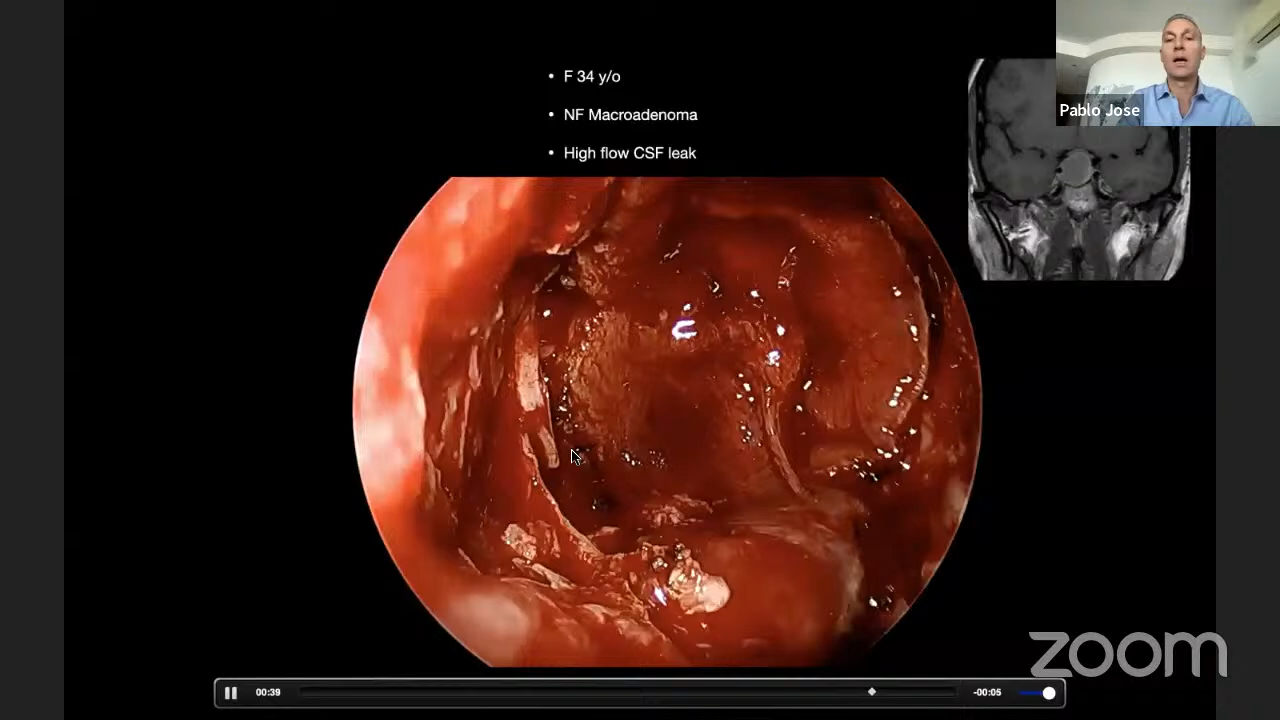 • F 34 y/o
• NF Macroadenoma
• High flow CSF leak
Pablo Jose
zoom
00:39
-00:05